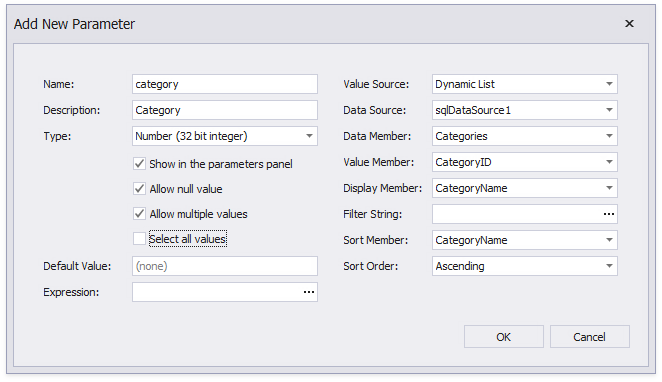 Add New Parameter
Name: category
Description: Category
Type: Number (32 bit integer)
Show in the parameters panel
Allow null value
Allow multiple values
Select all values
Default Value: (none)
Expression: ...
Value Source: Dynamic List
Data Source: sqlDataSource1
Data Member: Categories
Value Member: CategoryID
Display Member: CategoryName
Filter String: ...
Sort Member: CategoryName
Sort Order: Ascending
OK Cancel